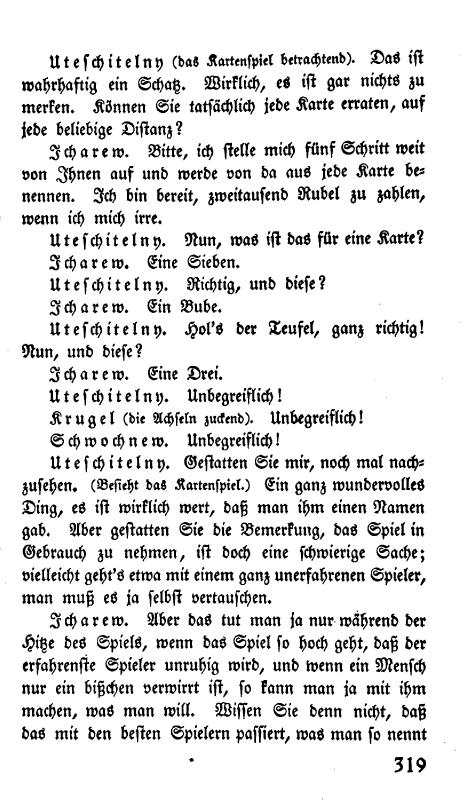 Uteschitelny (das Kartenspiel betrachtend). Das ist
wahrhaftig ein Schatz. Wirklich, es ist gar nichts zu
merken. Können Sie tatsächlich jede Karte erraten, auf
jede beliebige Distanz?
Icharew. Bitte, ich stelle mich fünf Schritt weit
von Ihnen auf und werde von da aus jede Karte be-
nennen. Ich bin bereit, zweitausend Rubel zu zahlen,
wenn ich mich irre.
Uteschitelny. Nun, was ist das für eine Karte?
Icharew. Eine Sieben.
Uteschitelny. Richtig, und diese?
Icharew. Ein Bube.
Uteschitelny. Hol's der Teufel, ganz richtig!
Nun, und diese?
Icharew. Eine Drei.
Uteschitelny. Unbegreiflich!
Krugel (die Achseln zuckend). Unbegreiflich!
Schwochnew. Unbegreiflich!
Uteschitelny. Gestatten Sie mir, noch mal nach-
zusehen. (Besieht das Kartenspiel.) Ein ganz wundervolles
Ding, es ist wirklich wert, daß man ihm einen Namen
gab. Aber gestatten Sie die Bemerkung, das Spiel in
Gebrauch zu nehmen, ist doch eine schwierige Sache;
vielleicht geht's etwa mit einem ganz unerfahrenen Spieler,
man muß es ja selbst vertauschen.
Icharew. Aber das tut man ja nur während der
Hitze des Spiels, wenn das Spiel so hoch geht, daß der
erfahrenste Spieler unruhig wird, und wenn ein Mensch
nur ein bißchen verwirrt ist, so kann man ja mit ihm
machen, was man will. Wissen Sie denn nicht, daß
das mit den besten Spielern passiert, was man so nennt
319